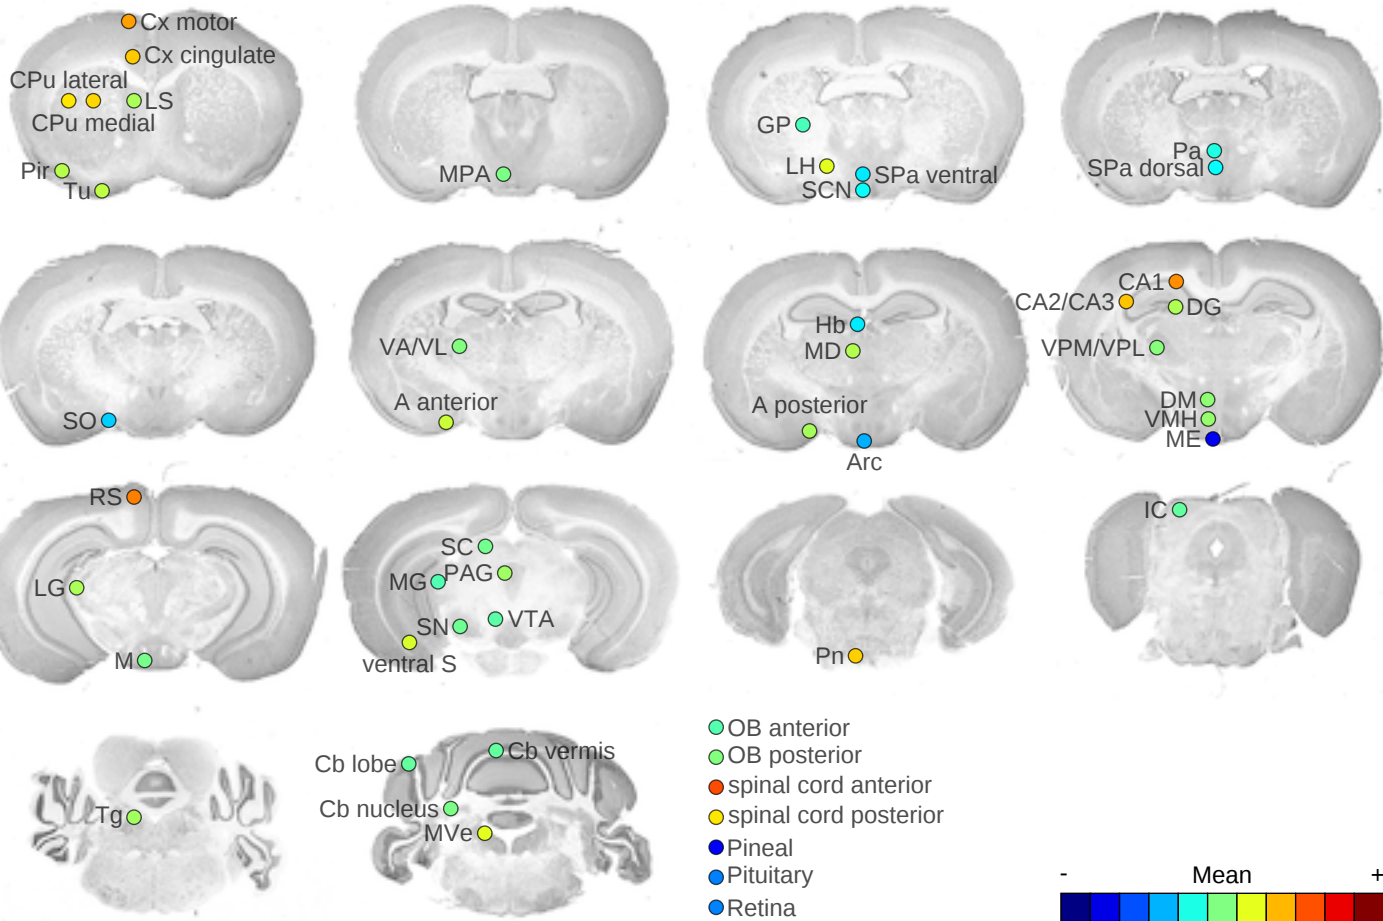 Cx motor
Cx cingulate
CPu lateral
LS
CPu medial
Pir
Tu
MPA
GP
LH
SPa ventral
SCN
Pa
SPa dorsal
SO
VA/VL
A anterior
Hb
MD
A posterior
Arc
CA1
CA2/CA3
DG
VPM/VPL
DM
VMH
ME
RS
LG
M
SC
MG
PAG
SN
VTA
ventral S
Pn
IC
Tg
Cb lobe
Cb vermis
Cb nucleus
MVe
OB anterior
OB posterior
spinal cord anterior
spinal cord posterior
Pineal
Pituitary
Retina
- Mean +